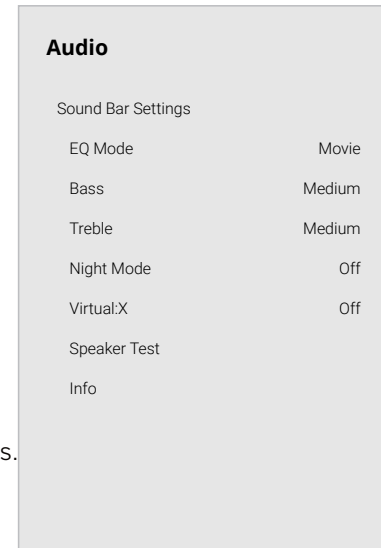 Audio
Sound Bar Settings
EQ Mode Movie
Bass Medium
Treble Medium
Night Mode Off
Virtual:X Off
Speaker Test
Info
s.